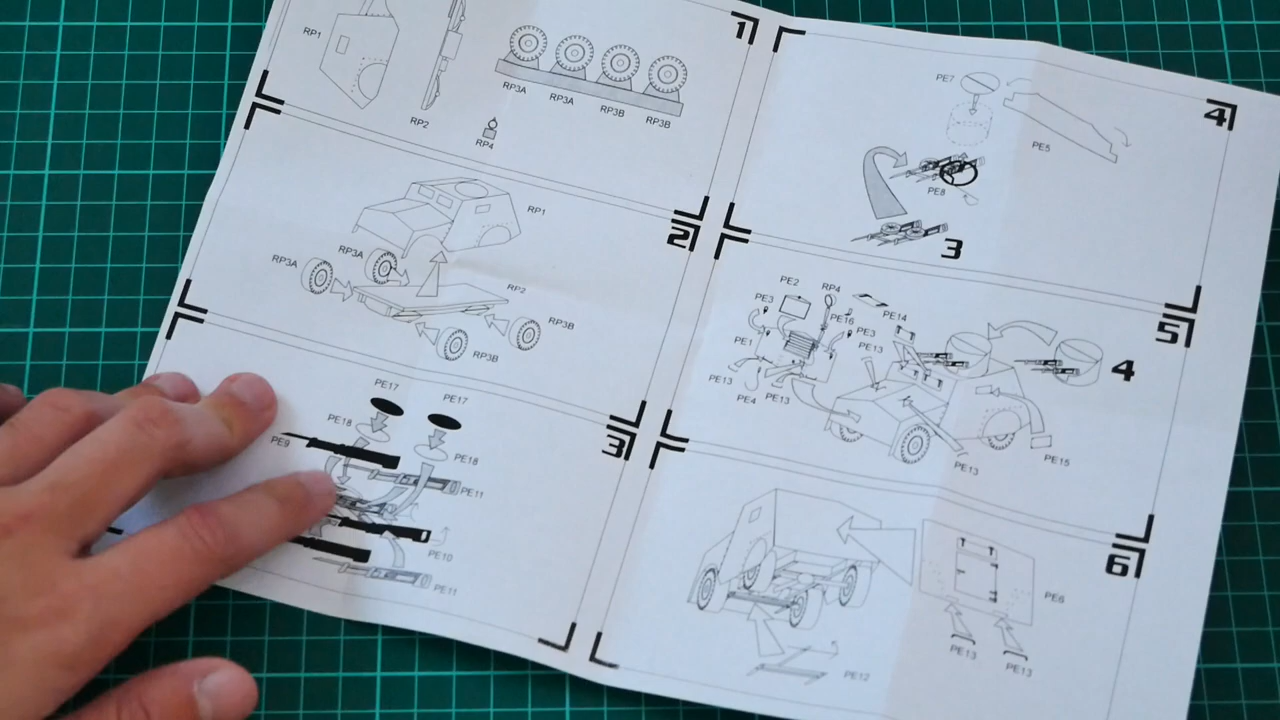 1
RP1
RP2
RP3A
RP3A
RP3B
RP3B
RP4
2
RP1
RP3A
RP3A
RP2
RP3B
RP3B
3
PE17
PE17
PE18
PE18
PE9
PE11
PE10
PE11
4
PE7
PE5
PE8
3
5
PE2
RP4
PE3
PE14
PE16
PE3
PE1
PE13
4
PE13
PE4
PE13
PE13
PE15
6
PE6
PE13
PE13
PE12